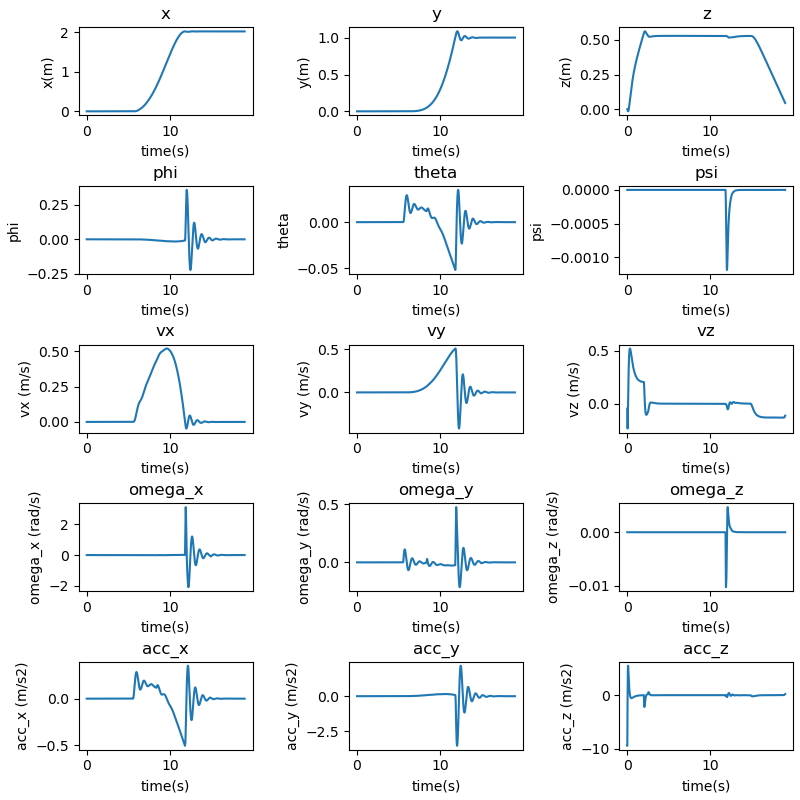 x y z
2
1
0
x(m)
1.0
0.5
0.0
y(m)
0.50
0.25
0.00
z(m)
0 10 0 10 0 10
time(s) time(s) time(s)
phi theta psi
0.25
0.00
−0.25
phi
0.00
−0.05
theta
0.0000
−0.0005
−0.0010
psi
0 10 0 10 0 10
time(s) time(s) time(s)
vx vy vz
0.50
0.25
0.00
vx (m/s)
0.5
0.0
vy (m/s)
0.5
0.0
vz (m/s)
0 10 0 10 0 10
time(s) time(s) time(s)
omega_x omega_y omega_z
2
0
−2
omega_x (rad/s)
0.5
0.0
omega_y (rad/s)
0.00
−0.01
omega_z (rad/s)
0 10 0 10 0 10
time(s) time(s) time(s)
acc_x acc_y acc_z
0.0
−0.5
acc_x (m/s2)
0.0
−2.5
acc_y (m/s2)
0
−10
acc_z (m/s2)
0 10 0 10 0 10
time(s) time(s) time(s)